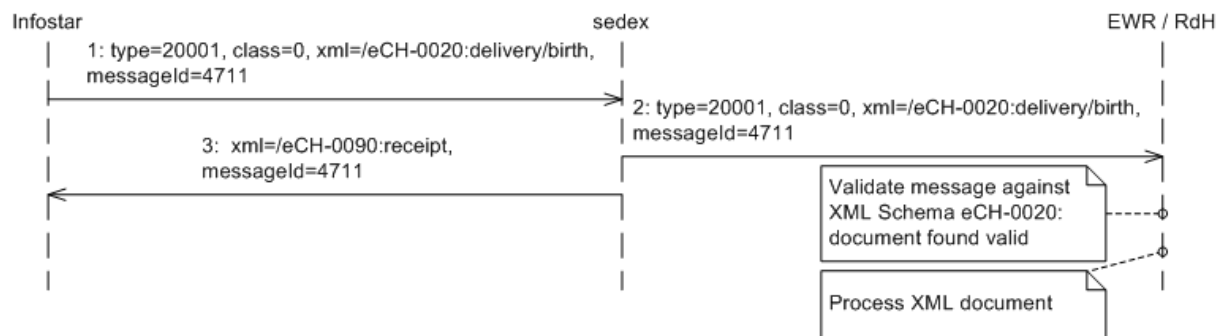 Infostar
sedex
EWR / RdH
1: type=20001, class=0, xml=/eCH-0020:delivery/birth,
messageId=4711
2: type=20001, class=0, xml=/eCH-0020:delivery/birth,
messageId=4711
3:  xml=/eCH-0090:receipt,
messageId=4711
Validate message against
XML Schema eCH-0020:
document found valid
Process XML document